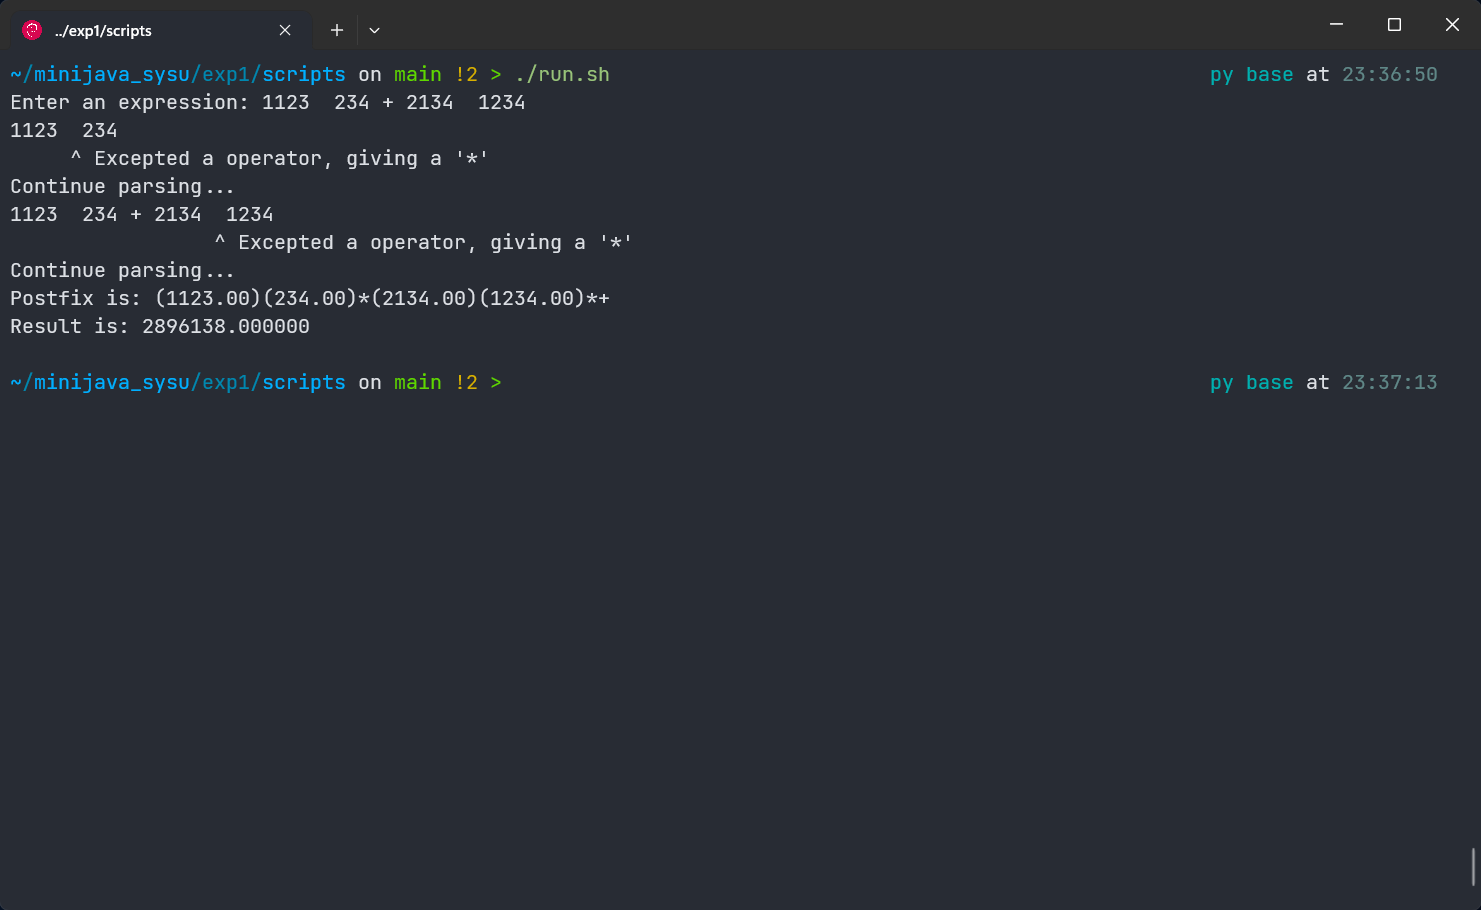 ../exp1/scripts
~/minijava_sysu/exp1/scripts on main !2 > ./run.sh py base at 23:36:50
Enter an expression: 1123  234 + 2134  1234
1123  234
     ^ Excepted a operator, giving a '*'
Continue parsing...
1123  234 + 2134  1234
                 ^ Excepted a operator, giving a '*'
Continue parsing...
Postfix is: (1123.00)(234.00)*(2134.00)(1234.00)*+
Result is: 2896138.000000
~/minijava_sysu/exp1/scripts on main !2 > py base at 23:37:13